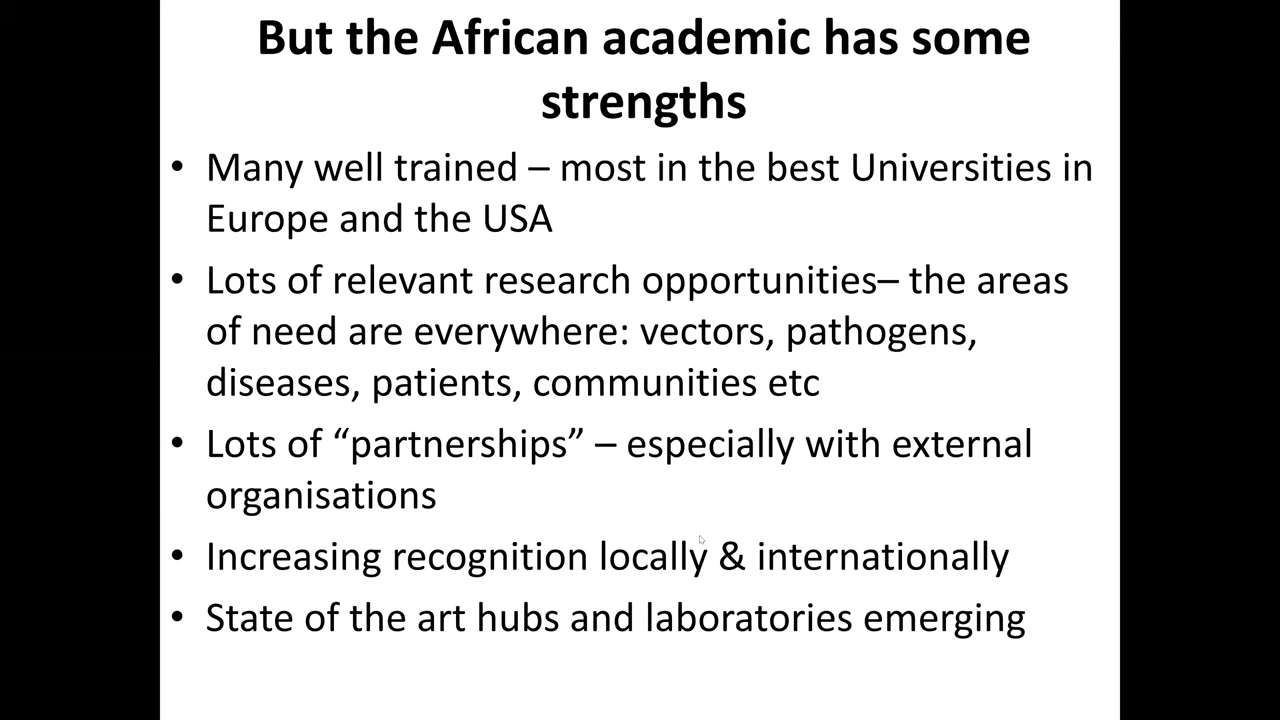 But the African academic has some
strengths
• Many well trained – most in the best Universities in
Europe and the USA
• Lots of relevant research opportunities– the areas
of need are everywhere: vectors, pathogens,
diseases, patients, communities etc
• Lots of “partnerships” – especially with external
organisations
• Increasing recognition locally & internationally
• State of the art hubs and laboratories emerging